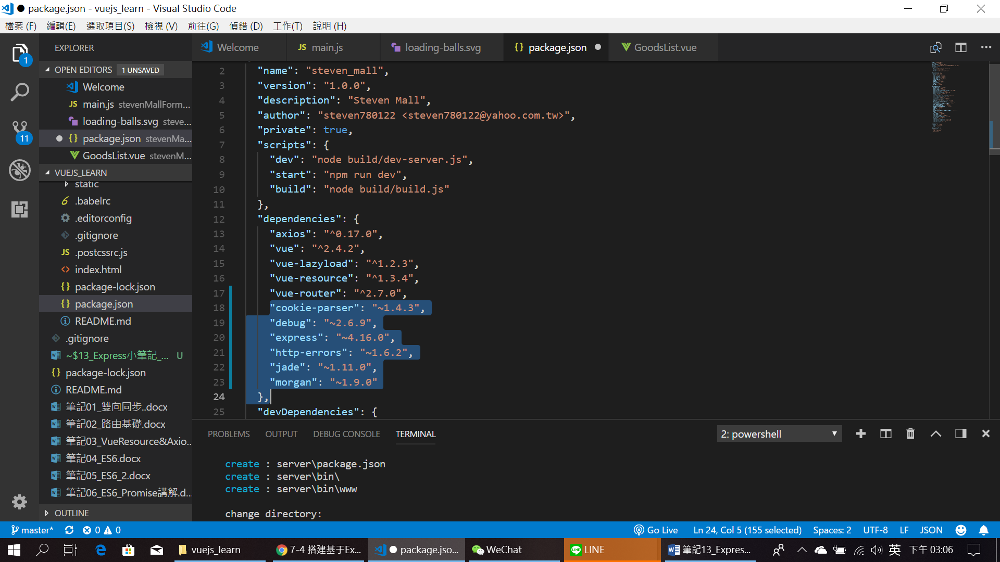 package.json - vuejs_learn - Visual Studio Code
檔案 (F) 編輯(E) 選取項目(S) 檢視 (V) 前往(G) 偵錯 (D) 工作(T) 說明 (H)
EXPLORER
OPEN EDITORS 1 UNSAVED
Welcome
JS main.js stevenMallForm...
loading-balls.svg steve...
{} package.json stevenMa...
GoodsList.vue stevenM...
VUEJS_LEARN
static
.babelrc
.editorconfig
.gitignore
JS .postcssrc.js
<> index.html
{} package-lock.json
{} package.json
README.md
.gitignore
~$13_Express小筆記_... U
{} package-lock.json
README.md
筆記01_雙向同步..docx
筆記02_路由基礎.docx
筆記03_VueResource&Axio...
筆記04_ES6.docx
筆記05_ES6_2.docx
筆記06_ES6_Promise講解.d...
OUTLINE
1
11
Welcome JS main.js loading-balls.svg {} package.json GoodsList.vue
2 "name": "steven_mall",
3 "version": "1.0.0",
4 "description": "Steven Mall",
5 "author": "steven780122 <steven780122@yahoo.com.tw>",
6 "private": true,
7 "scripts": {
8 "dev": "node build/dev-server.js",
9 "start": "npm run dev",
10 "build": "node build/build.js"
11 },
12 "dependencies": {
13 "axios": "^0.17.0",
14 "vue": "^2.4.2",
15 "vue-lazyload": "^1.2.3",
16 "vue-resource": "^1.3.4",
17 "vue-router": "^2.7.0",
18 "cookie-parser": "~1.4.3",
19 "debug": "~2.6.9",
20 "express": "~4.16.0",
21 "http-errors": "~1.6.2",
22 "jade": "~1.11.0",
23 "morgan": "~1.9.0"
24 },
25 "devDependencies": {
PROBLEMS OUTPUT DEBUG CONSOLE TERMINAL 2: powershell
create : server\package.json
create : server\bin\
create : server\bin\www
change directory:
master* 0 0 Go Live Ln 24, Col 5 (155 selected) Spaces: 2 UTF-8 LF JSON
vuejs_learn 7-4 搭建基于Ex... package.jso... WeChat LINE 筆記13_Expres... 英 下午 03:06